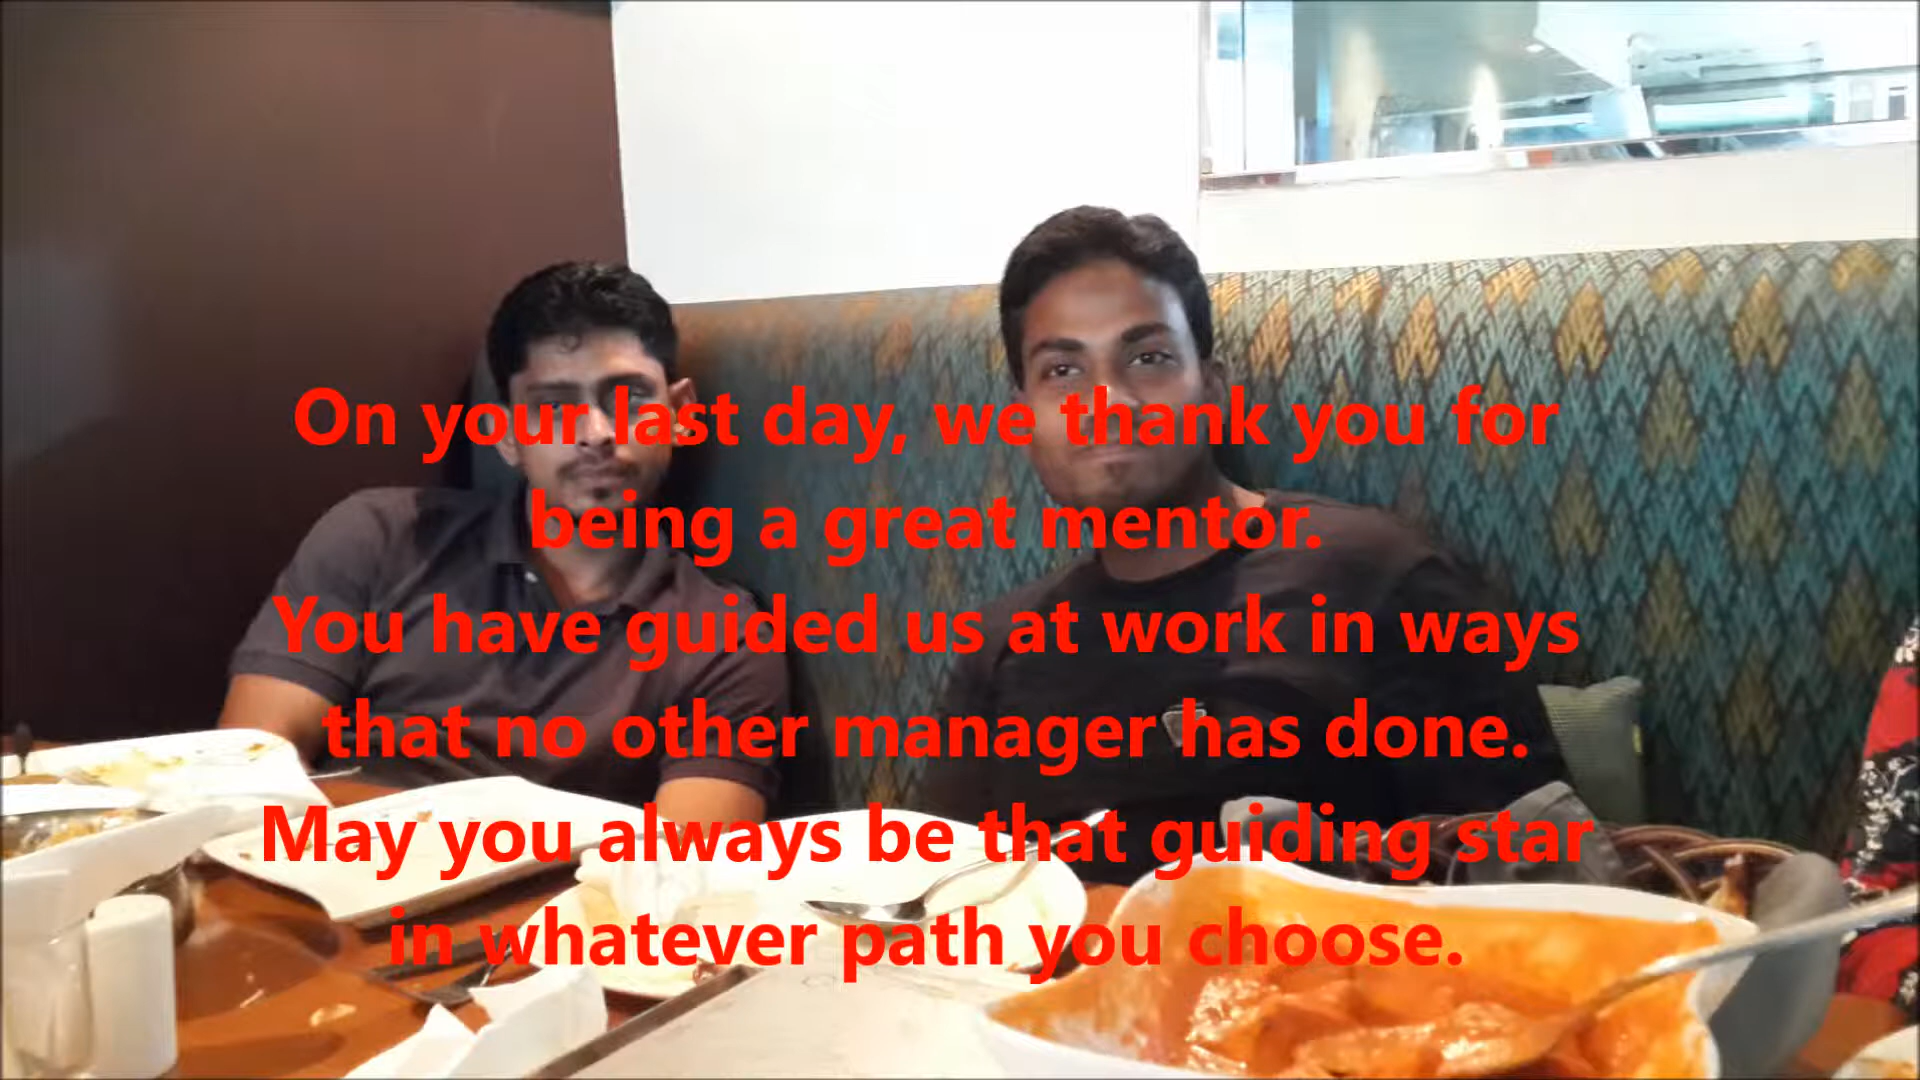 On your last day, we thank you for
being a great mentor.
You have guided us at work in ways
that no other manager has done.
May you always be that guiding star
in whatever path you choose.